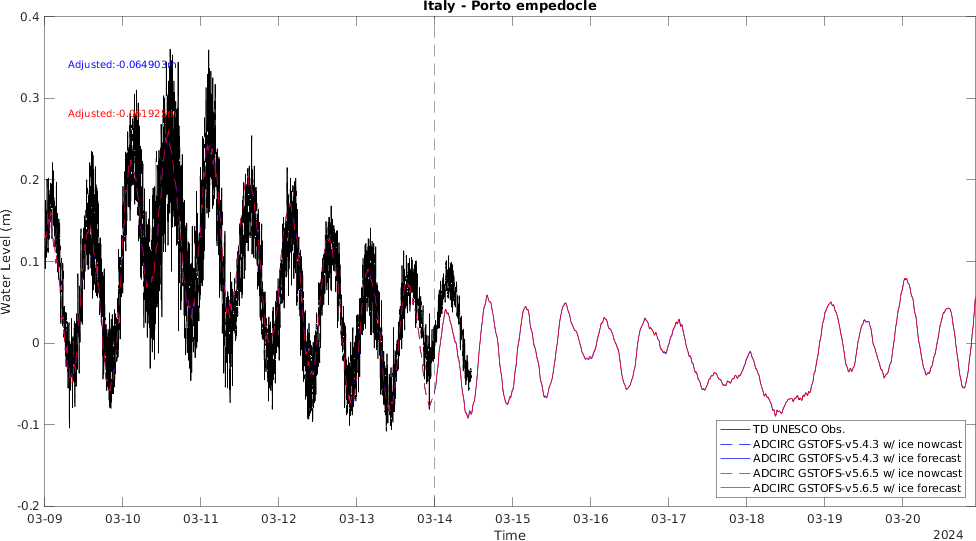 Italy - Porto empedocle
0.4
0.3
0.2
0.1
0
-0.1
-0.2
Water Level (m)
Adjusted:-0.064903m
Adjusted:-0.061925m
TD UNESCO Obs.
ADCIRC GSTOFS-v5.4.3 w/ ice nowcast
ADCIRC GSTOFS-v5.4.3 w/ ice forecast
ADCIRC GSTOFS-v5.6.5 w/ ice nowcast
ADCIRC GSTOFS-v5.6.5 w/ ice forecast
03-09 03-10 03-11 03-12 03-13 03-14 03-15 03-16 03-17 03-18 03-19 03-20
Time
2024